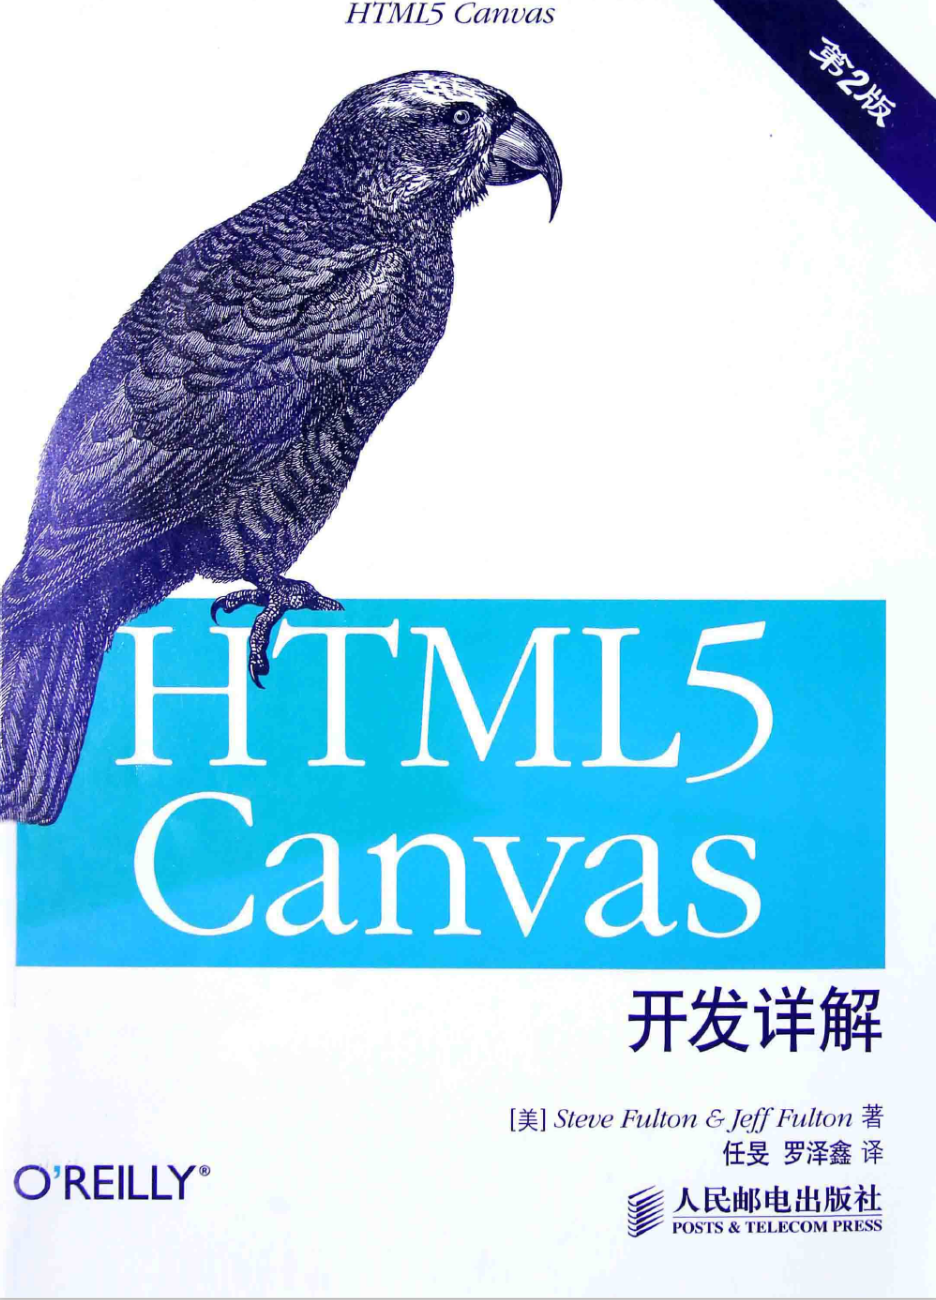 HTML5 Canvas
第2版
HTML5
Canvas
开发详解
[美] Steve Fulton & Jeff Fulton 著
任旻 罗泽鑫 译
O'REILLY®
人民邮电出版社
POSTS & TELECOM PRESS